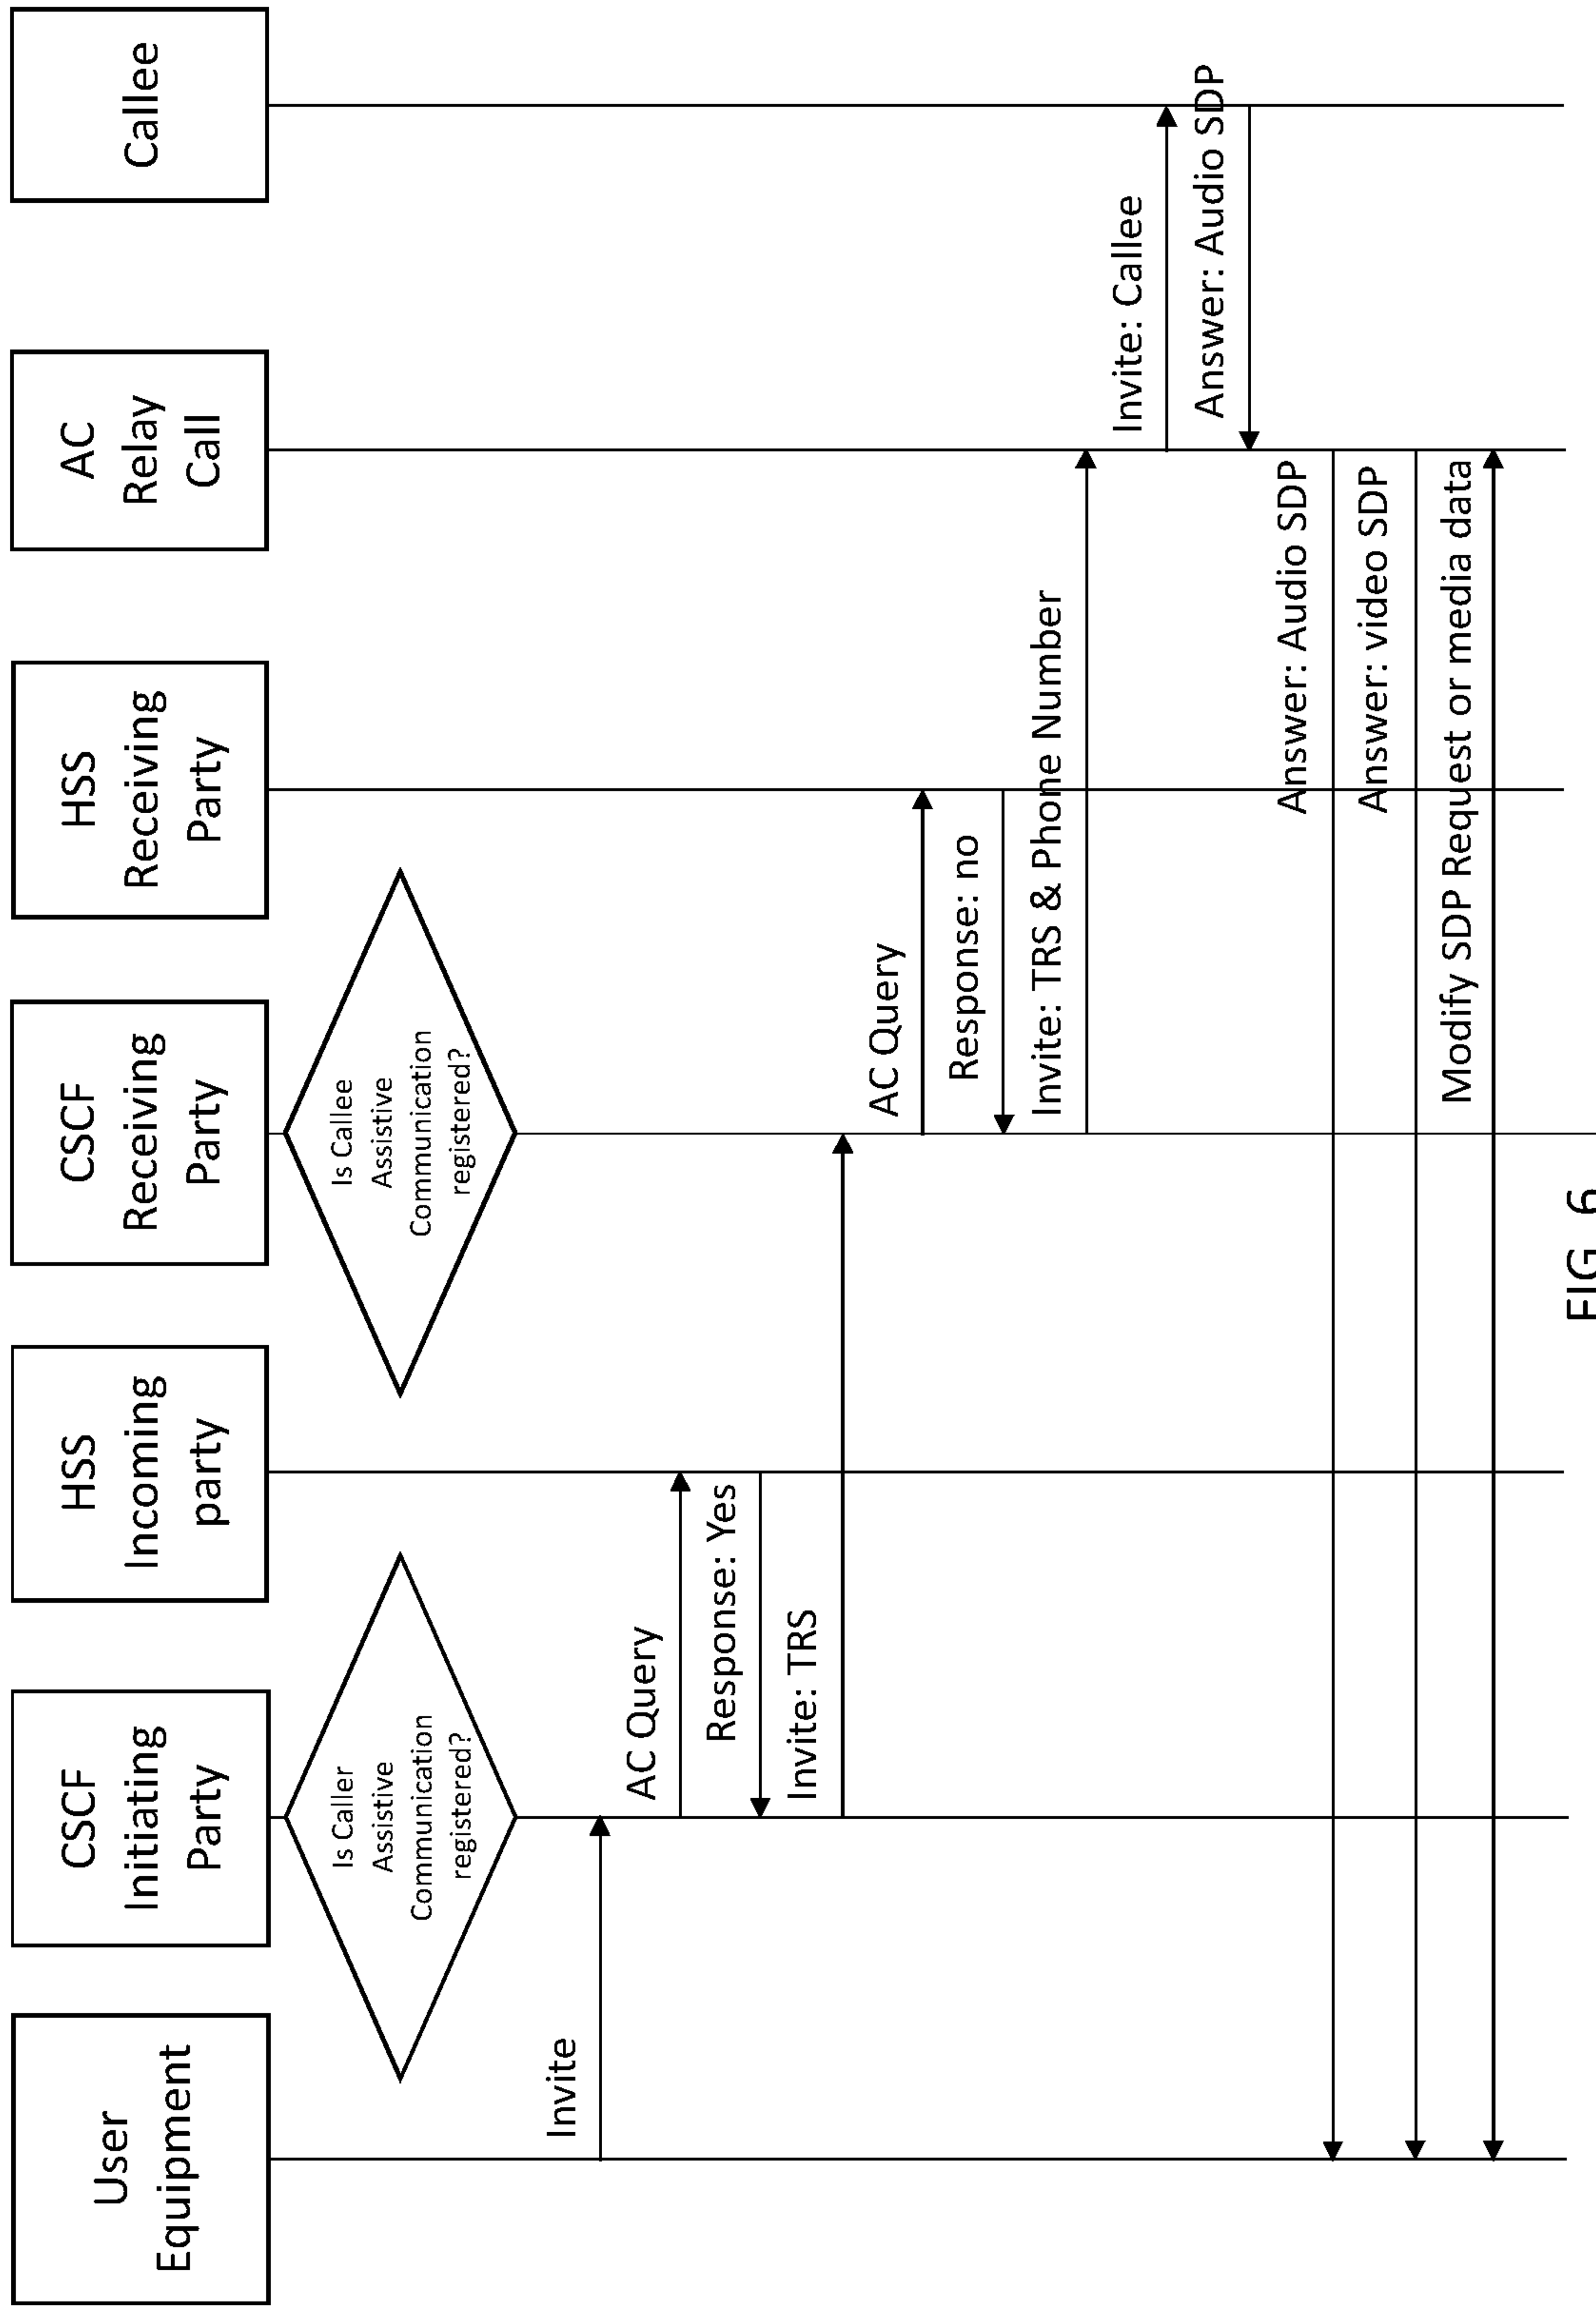 User
Equipment
CSCF
Initiating
Party
HSS
Incoming
party
CSCF
Receiving
Party
HSS
Receiving
Party
AC
Relay
Call
Callee
Is Caller
Assistive
Communication
registered?
Is Callee
Assistive
Communication
registered?
Invite
AC Query
Response: Yes
Invite: TRS
AC Query
Response: no
Invite: TRS & Phone Number
Invite: Callee
Answer: Audio SDP
Answer: Audio SDP
Answer: video SDP
Modify SDP Request or media data
FIG. 6